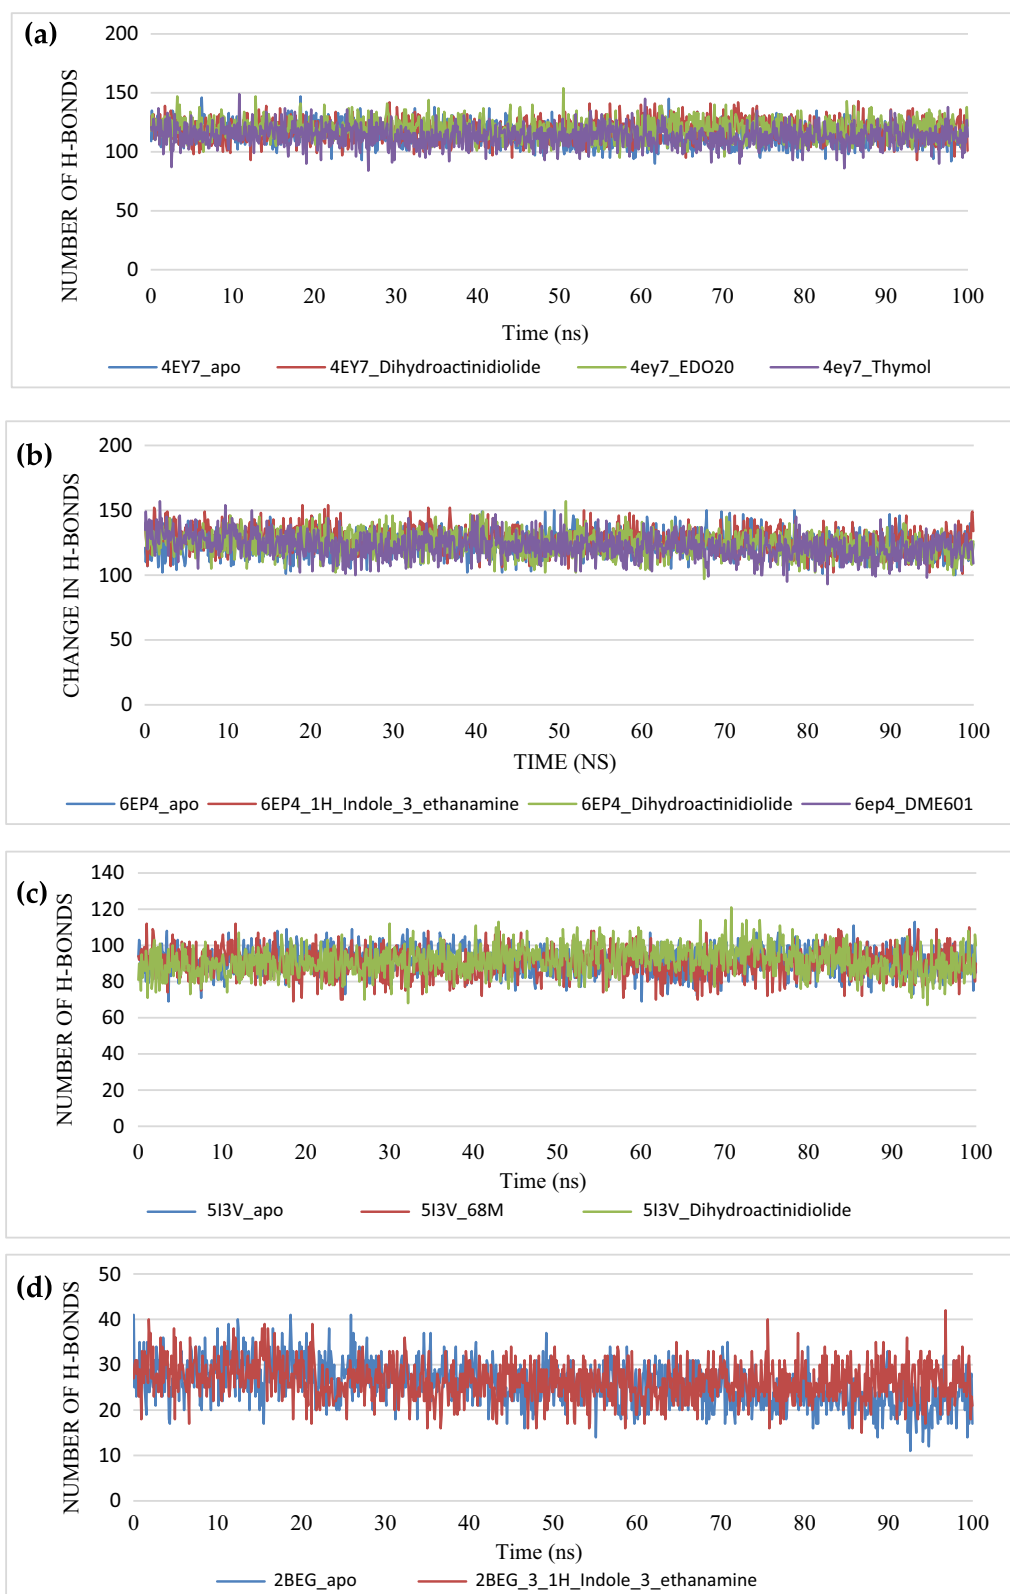 (a)
NUMBER OF H-BONDS
200
150
100
50
0
0 10 20 30 40 50 60 70 80 90 100
Time (ns)
4EY7_apo 4EY7_Dihydroactinidiolide 4ey7_EDO20 4ey7_Thymol
(b)
CHANGE IN H-BONDS
200
150
100
50
0
0 10 20 30 40 50 60 70 80 90 100
TIME (NS)
6EP4_apo 6EP4_1H_Indole_3_ethanamine 6EP4_Dihydroactinidiolide 6ep4_DME601
(c)
NUMBER OF H-BONDS
140
120
100
80
60
40
20
0
0 10 20 30 40 50 60 70 80 90 100
Time (ns)
5I3V_apo 5I3V_68M 5I3V_Dihydroactinidiolide
(d)
NUMBER OF H-BONDS
50
40
30
20
10
0
0 10 20 30 40 50 60 70 80 90 100
Time (ns)
2BEG_apo 2BEG_3_1H_Indole_3_ethanamine